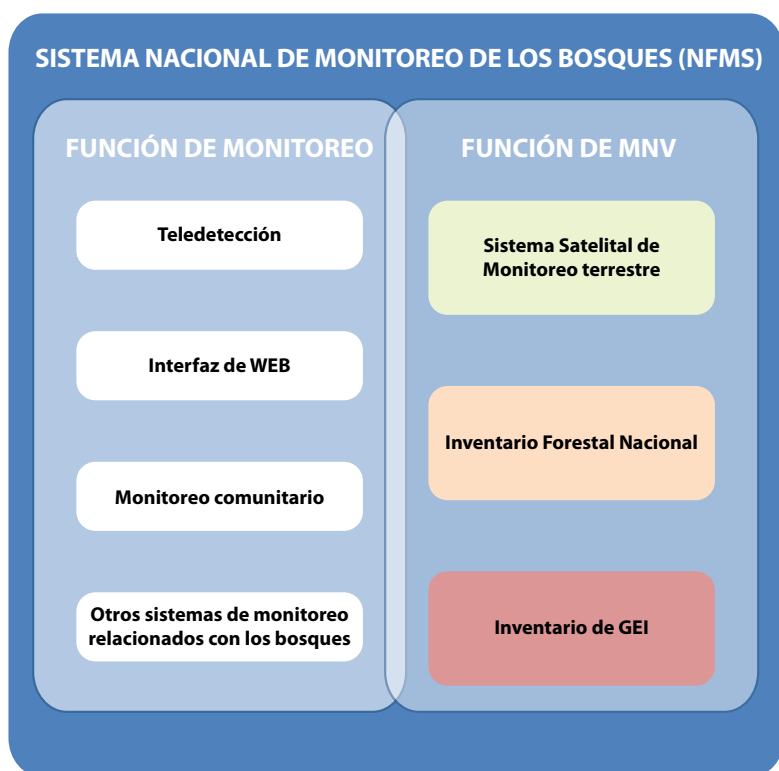 SISTEMA NACIONAL DE MONITOREO DE LOS BOSQUES (NFMS)
FUNCIÓN DE MONITOREO
Teledetección
Interfaz de WEB
Monitoreo comunitario
Otros sistemas de monitoreo
relacionados con los bosques
FUNCIÓN DE MNV
Sistema Satelital de
Monitoreo terrestre
Inventario Forestal Nacional
Inventario de GEI